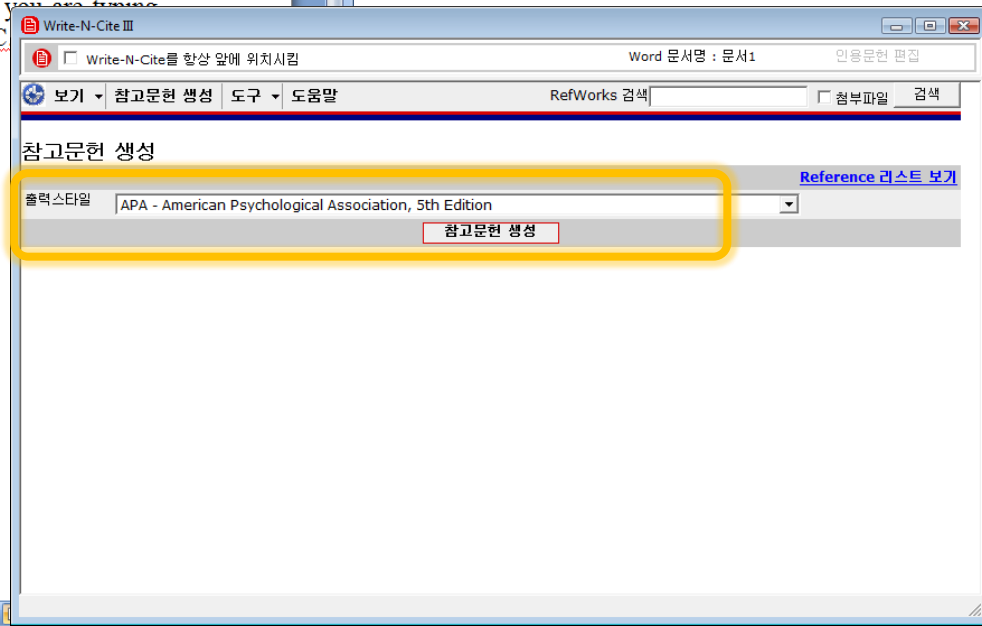 you are typing
Write-N-Cite III
Write-N-Cite를 항상 앞에 위치시킴 Word 문서명 : 문서1 인용문헌 편집
보기 참고문헌 생성 도구 도움말 RefWorks 검색 첨부파일 검색
참고문헌 생성
Reference 리스트 보기
출력스타일 APA - American Psychological Association, 5th Edition
참고문헌 생성